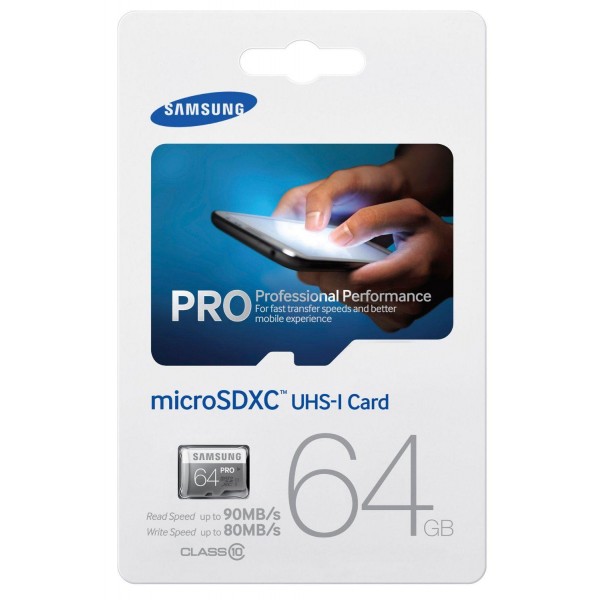 SAMSUNG
PRO Professional Performance
For fast transfer speeds and better
mobile experience
microSDXC™ UHS-I Card
SAMSUNG
64 PRO
64 GB
Read Speed up to 90MB/s
Write Speed up to 80MB/s
CLASS 10